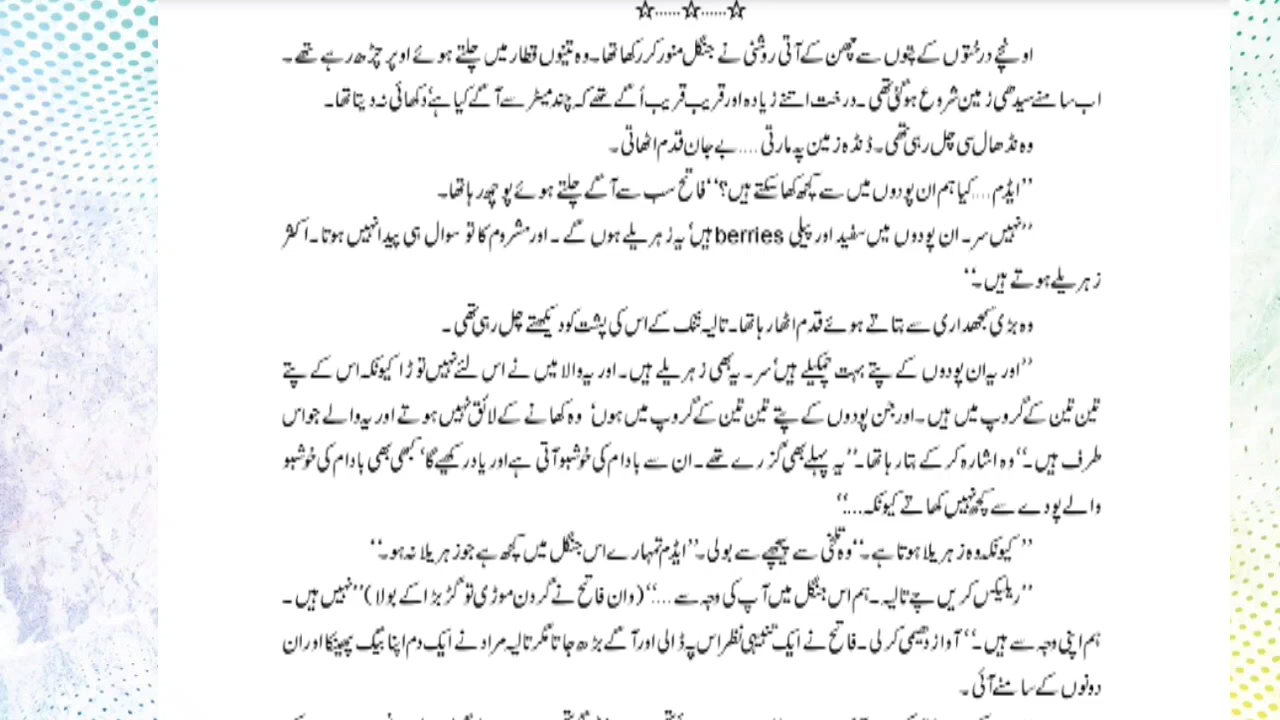 ☆......☆......☆
اونچے درختوں کے پتوں سے چھن کے آتی روشنی نے جنگل منور کر رکھا تھا۔ وہ تینوں قطار میں چلتے ہوئے اوپر چڑھ رہے تھے۔
اب سامنے سیدھی زمین شروع ہو گئی تھی۔ درخت اتنے زیادہ اور قریب قریب اُگے تھے کہ چند میٹر سے آگے کیا ہے‘ دکھائی نہ دیتا تھا۔
وہ نڈھال سی چل رہی تھی۔ ڈنڈہ زمین پہ مارتی .... بے جان قدم اٹھاتی۔
’’ایڈم .... کیا ہم ان پودوں میں سے کچھ کھا سکتے ہیں؟‘‘ فاتح سب سے آگے چلتے ہوئے پوچھ رہا تھا۔
’’نہیں سر۔ ان پودوں میں سفید اور پیلی berries ہیں‘ یہ زہریلے ہوں گے۔ اور مشروم کا تو سوال ہی پیدا نہیں ہوتا۔ اکثر
زہریلے ہوتے ہیں۔‘‘
وہ بڑی سمجھداری سے بتاتے ہوئے قدم اٹھا رہا تھا۔ تالیہ خنک کے اس کی پشت کو دیکھتے چل رہی تھی۔
’’اور یہ ان پودوں کے پتے بہت چمکیلے ہیں‘ سر۔ یہ بھی زہریلے ہیں۔ اور یہ والا میں نے اس لئے نہیں توڑا کیونکہ اس کے پتے
تین تین کے گروپ میں ہیں۔ اور جن پودوں کے پتے تین تین کے گروپ میں ہوں‘ وہ کھانے کے لائق نہیں ہوتے اور یہ والے جو اس
طرف ہیں۔‘‘ وہ اشارہ کر کے بتا رہا تھا۔ ’’یہ پہلے بھی گزرے تھے۔ ان سے بادام کی خوشبو آتی ہے اور یاد رکھیے گا‘ کبھی بھی بادام کی خوشبو
والے پودے سے کچھ نہیں کھاتے کیونکہ....‘‘
’’کیونکہ وہ زہریلا ہوتا ہے۔‘‘ وہ تلخی سے پیچھے سے بولی۔ ’’ایڈم تمہارے اس جنگل میں کچھ ہے جو زہریلا نہ ہو۔‘‘
’’ریلیکس کریں چے تالیہ۔ ہم اس جنگل میں آپ کی وجہ سے ....‘‘ (وان فاتح نے گردن موڑی تو گڑبڑا کے بولا) ’’نہیں ہیں۔
ہم اپنی وجہ سے ہیں۔‘‘ آواز دھیمی کر لی۔ فاتح نے ایک تنبیہی نظر اس پہ ڈالی اور آگے بڑھ جاتا مگر تالیہ مراد نے ایک دم اپنا بیگ پھینکا اور ان
دونوں کے سامنے آئی۔